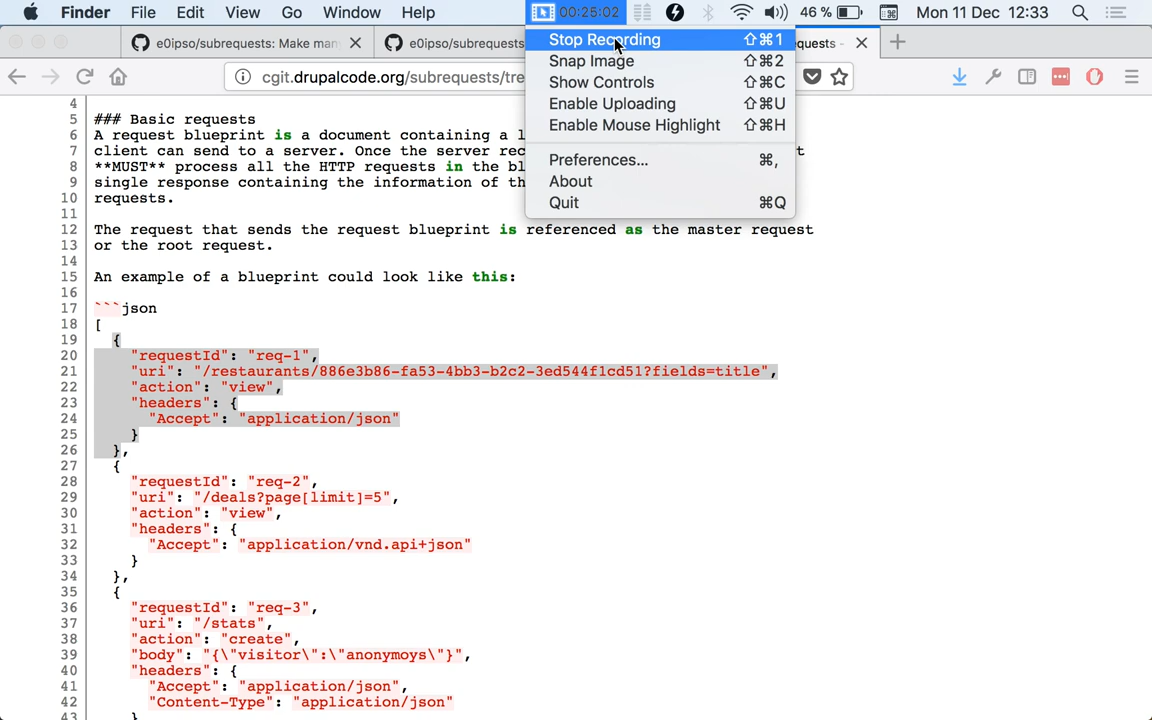 Finder File Edit View Go Window Help 00:25:02 46% Mon 11 Dec 12:33
e0ipso/subrequests: Make man
e0ipso/subrequests
quests -
cgit.drupalcode.org/subrequests/tre
Stop Recording ⇧⌘1
Snap Image ⇧⌘2
Show Controls ⇧⌘C
Enable Uploading ⇧⌘U
Enable Mouse Highlight ⇧⌘H
Preferences... ⌘,
About
Quit ⌘Q
4
5 ### Basic requests
6 A request blueprint is a document containing a l
7 client can send to a server. Once the server rec t
8 **MUST** process all the HTTP requests in the bl
9 single response containing the information of th
10 requests.
11
12 The request that sends the request blueprint is referenced as the master request
13 or the root request.
14
15 An example of a blueprint could look like this:
16
17 ```json
18 [
19 {
20 "requestId": "req-1",
21 "uri": "/restaurants/886e3b86-fa53-4bb3-b2c2-3ed544f1cd51?fields=title",
22 "action": "view",
23 "headers": {
24 "Accept": "application/json"
25 }
26 },
27 {
28 "requestId": "req-2",
29 "uri": "/deals?page[limit]=5",
30 "action": "view",
31 "headers": {
32 "Accept": "application/vnd.api+json"
33 }
34 },
35 {
36 "requestId": "req-3",
37 "uri": "/stats",
38 "action": "create",
39 "body": "{\"visitor\":\"anonymoys\"}",
40 "headers": {
41 "Accept": "application/json",
42 "Content-Type": "application/json"
43 }